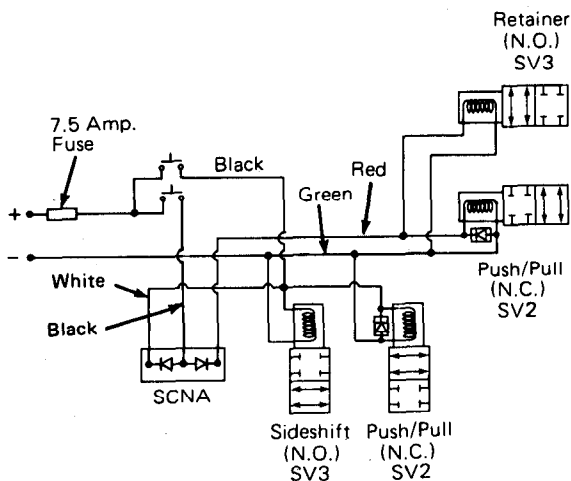 Retainer
(N.O.)
SV3
7.5 Amp.
Fuse
Black
Red
Green
+
−
White
Black
Push/Pull
(N.C.)
SV2
SCNA
Sideshift
(N.O.)
SV3
Push/Pull
(N.C.)
SV2